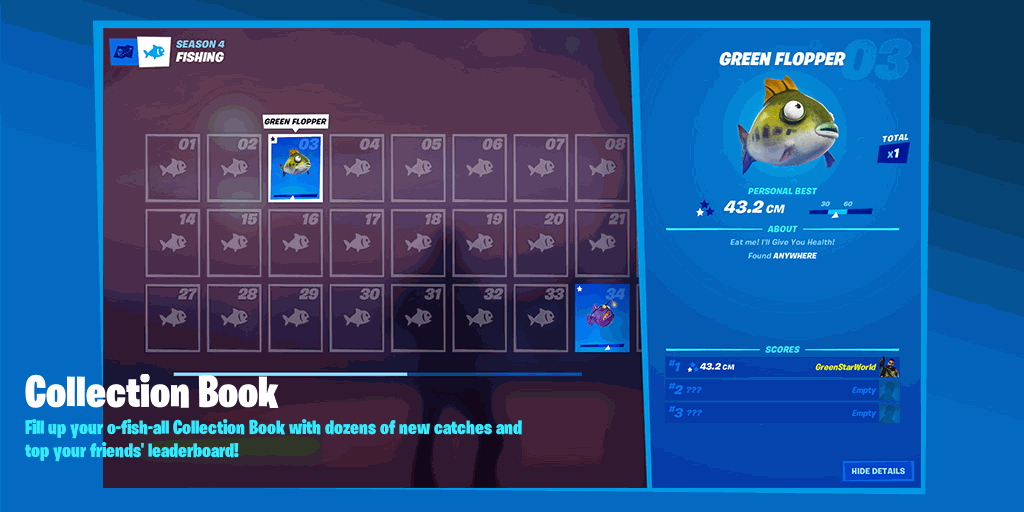 SEASON 4
FISHING
GREEN FLOPPER
01 02 03 04 05 06 07 08
14 15 16 17 18 19 20 21
27 28 29 30 31 32 33 34
Collection Book
Fill up your o-fish-all Collection Book with dozens of new catches and
top your friends' leaderboard!
GREEN FLOPPER 03
TOTAL
x1
PERSONAL BEST
43.2 CM
30 60
ABOUT
Eat me! I'll Give You Health!
Found ANYWHERE
SCORES
#1 43.2 CM GreenStarWorld
#2 ??? Empty
#3 ??? Empty
HIDE DETAILS